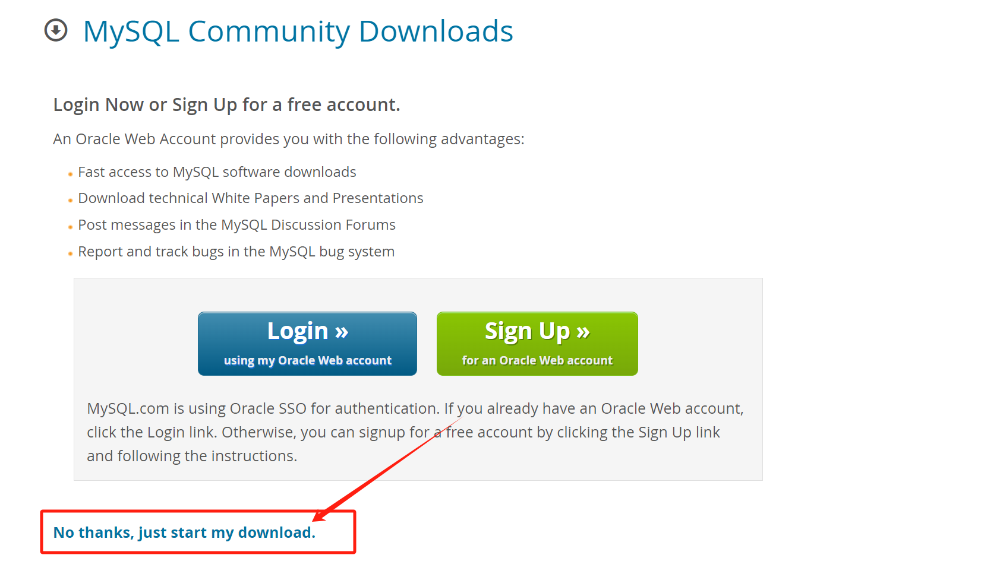 MySQL Community Downloads
Login Now or Sign Up for a free account.
An Oracle Web Account provides you with the following advantages:
Fast access to MySQL software downloads
Download technical White Papers and Presentations
Post messages in the MySQL Discussion Forums
Report and track bugs in the MySQL bug system
Login »
using my Oracle Web account
Sign Up »
for an Oracle Web account
MySQL.com is using Oracle SSO for authentication. If you already have an Oracle Web account,
click the Login link. Otherwise, you can signup for a free account by clicking the Sign Up link
and following the instructions.
No thanks, just start my download.